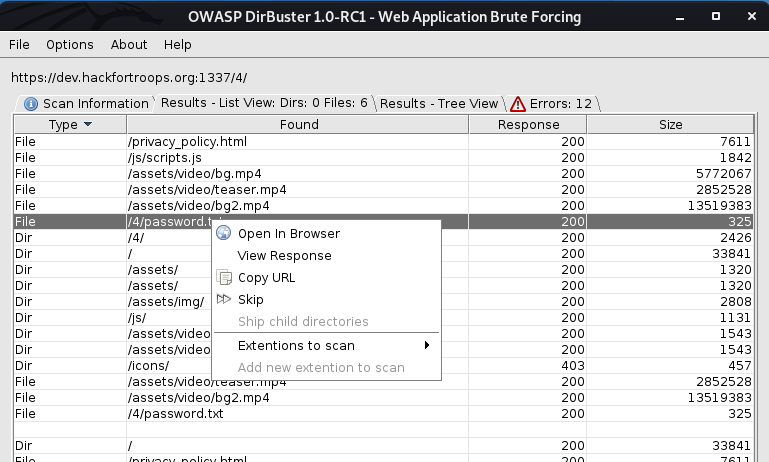 OWASP DirBuster 1.0-RC1 - Web Application Brute Forcing
File Options About Help
https://dev.hackfortroops.org:1337/4/
Scan Information Results - List View: Dirs: 0 Files: 6 Results - Tree View Errors: 12
Type Found Response Size
File /privacy_policy.html 200 7611
File /js/scripts.js 200 1842
File /assets/video/bg.mp4 200 5772067
File /assets/video/teaser.mp4 200 2852528
File /assets/video/bg2.mp4 200 13519383
File /4/password.t 200 325
Dir /4/ 200 2426
Dir / 200 33841
Dir /assets/ 200 1320
Dir /assets/ 200 1320
Dir /assets/img/ 200 2808
Dir /js/ 200 1131
Dir /assets/video 200 1543
Dir /assets/video 200 1543
Dir /icons/ 403 457
File /assets/video/teaser.mp4 200 2852528
File /assets/video/bg2.mp4 200 13519383
File /4/password.txt 200 325
Dir / 200 33841
File /privacy_policy.html 200 7611
Open In Browser
View Response
Copy URL
Skip
Ship child directories
Extentions to scan
Add new extention to scan